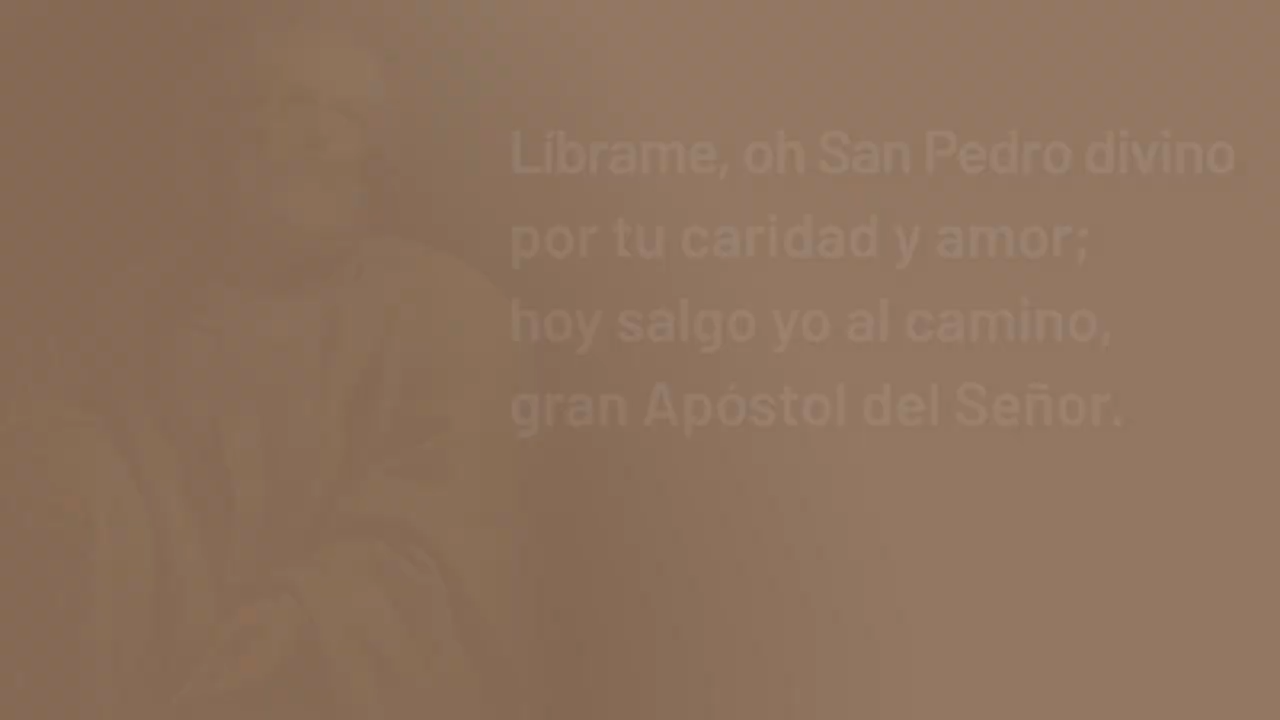 Líbrame, oh San Pedro divino
por tu caridad y amor;
hoy salgo yo al camino,
gran Apóstol del Señor.